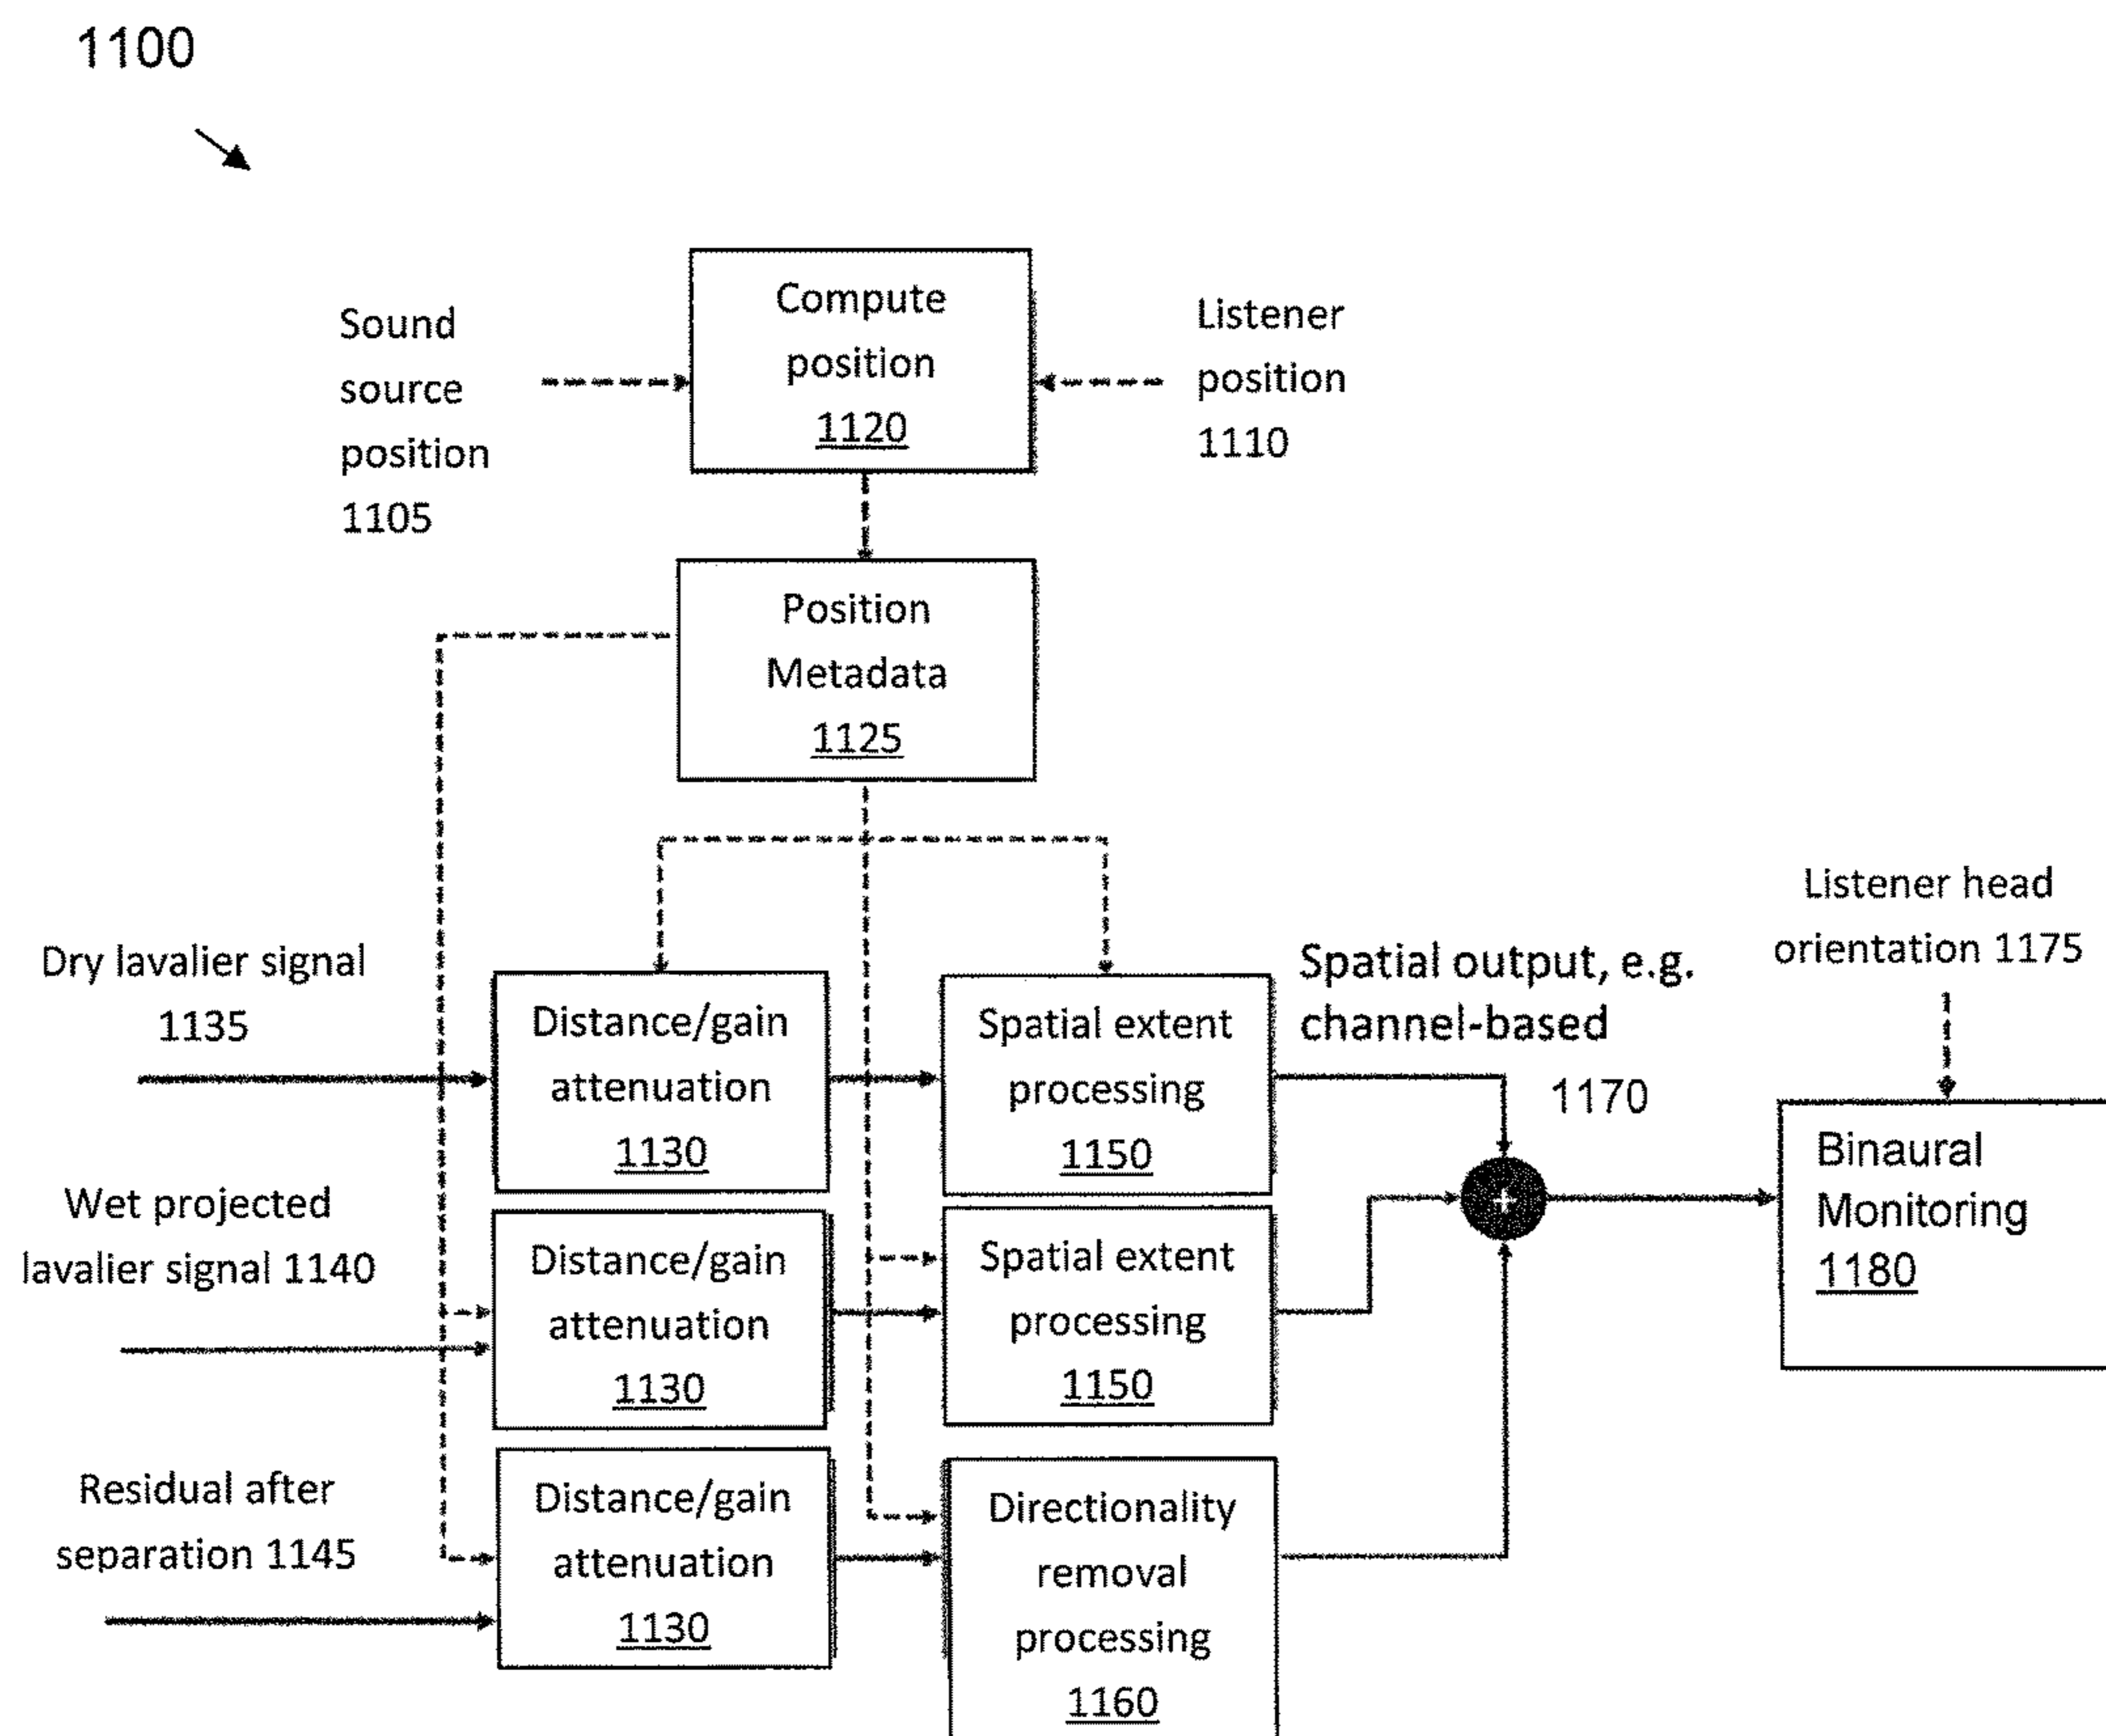 1100
Sound
source
position
1105
Compute
position
1120
Listener
position
1110
Position
Metadata
1125
Dry lavalier signal
1135
Distance/gain
attenuation
1130
Spatial extent
processing
1150
Spatial output, e.g.
channel-based
1170
Listener head
orientation 1175
Wet projected
lavalier signal 1140
Distance/gain
attenuation
1130
Spatial extent
processing
1150
+
Binaural
Monitoring
1180
Residual after
separation 1145
Distance/gain
attenuation
1130
Directionality
removal
processing
1160